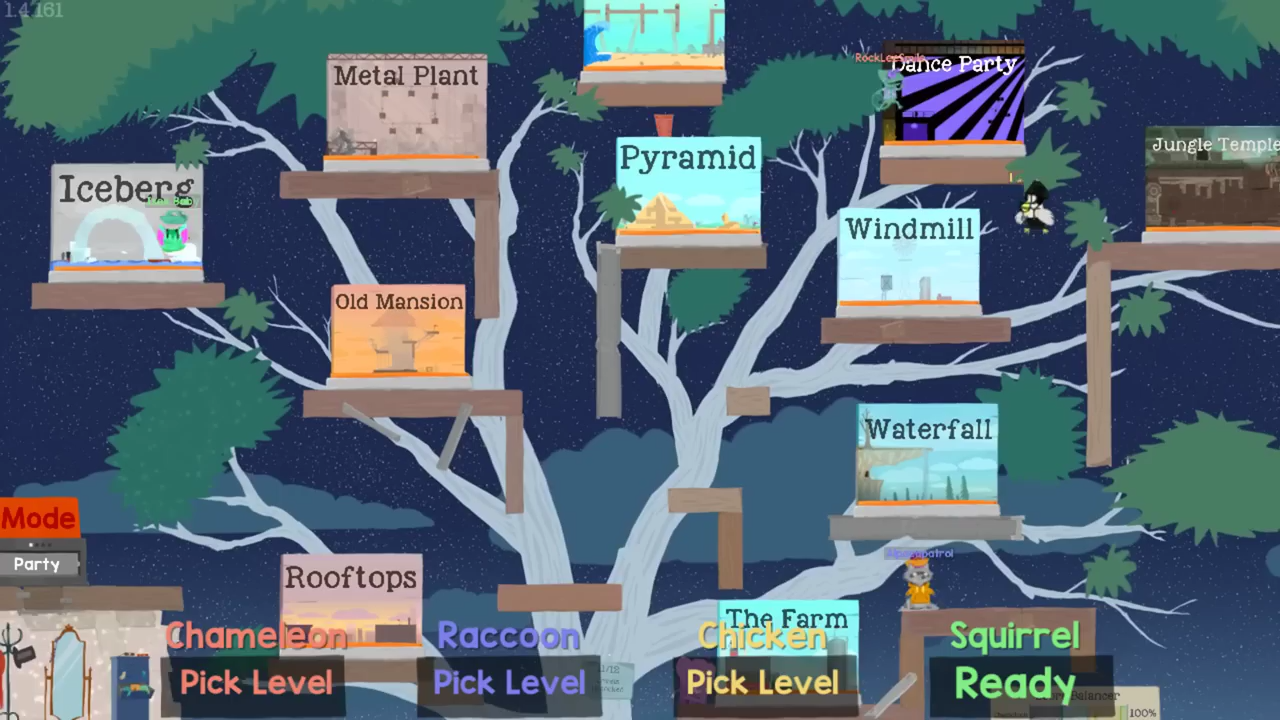 1.4.161
Metal Plant
Dance Party
Jungle Temple
Pyramid
Iceberg
Windmill
Old Mansion
Waterfall
Mode
Party
Rooftops
The Farm
Chameleon
Raccoon
Chicken
Squirrel
Pick Level
Pick Level
Pick Level
Ready
100%